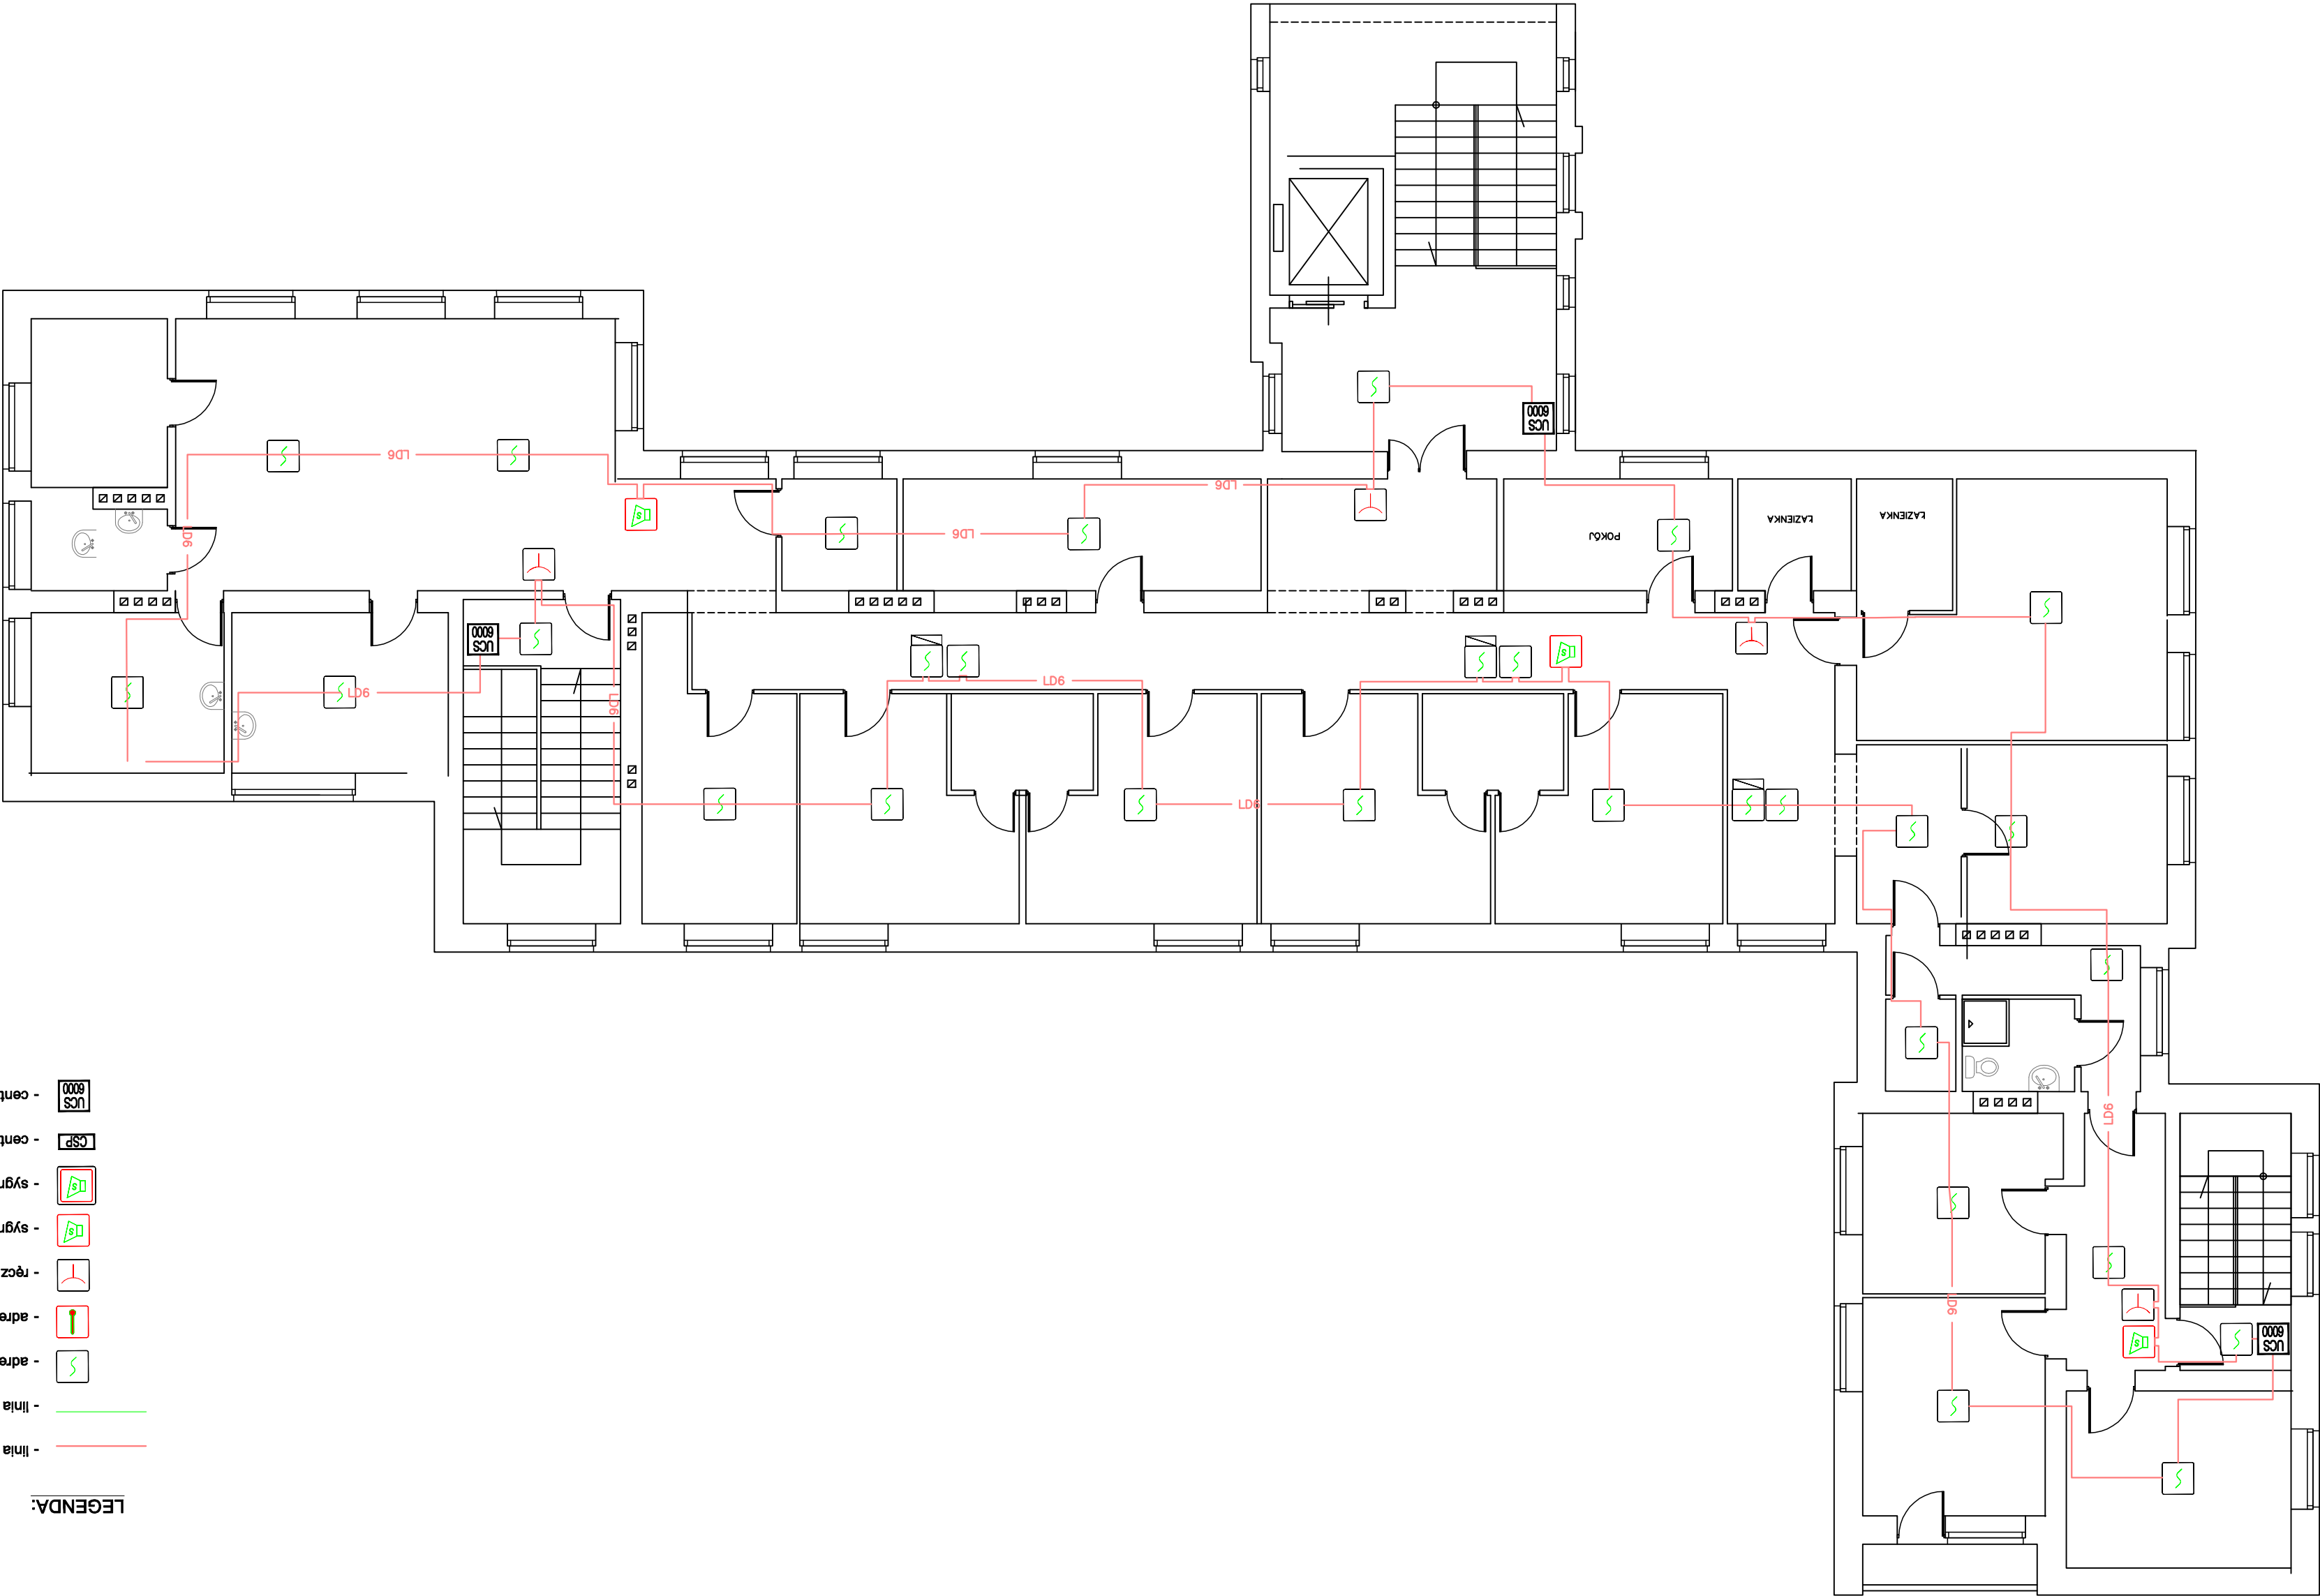 LEGENDA:
- linia
- linia
- adre
- adre
- ręcz
S - sygn
S - sygn
CSP - cent
UCS
6000 - cent
UCS
6000
S
LD6
LD6
LD6
LD6
LD6
LD6
S
UCS
6000
LD6
POKÓJ
LD6
ŁAZIENKA
ŁAZIENKA
S
LD6
LD6
UCS
6000